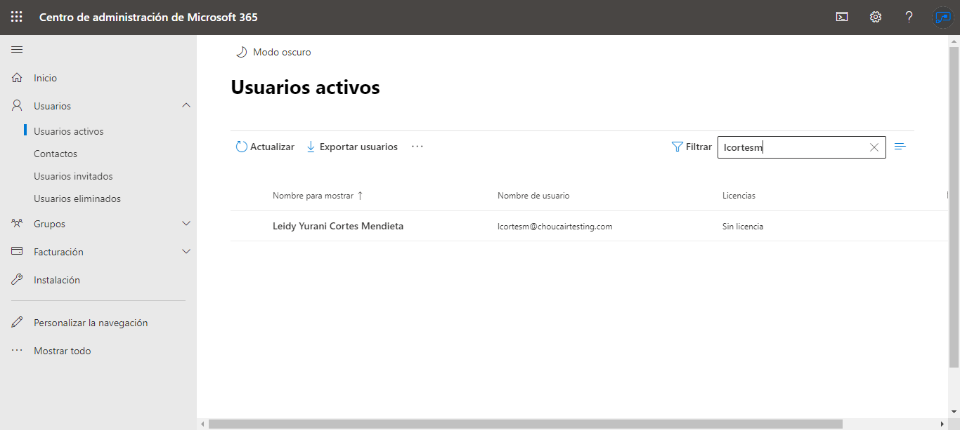 Centro de administración de Microsoft 365
?
Modo oscuro
Inicio
Usuarios
Usuarios activos
Contactos
Usuarios invitados
Usuarios eliminados
Grupos
Facturación
Instalación
Personalizar la navegación
Mostrar todo
Usuarios activos
Actualizar Exportar usuarios ... Filtrar lcortesm
Nombre para mostrar ↑ Nombre de usuario Licencias
Leidy Yurani Cortes Mendieta lcortesm@choucairtesting.com Sin licencia